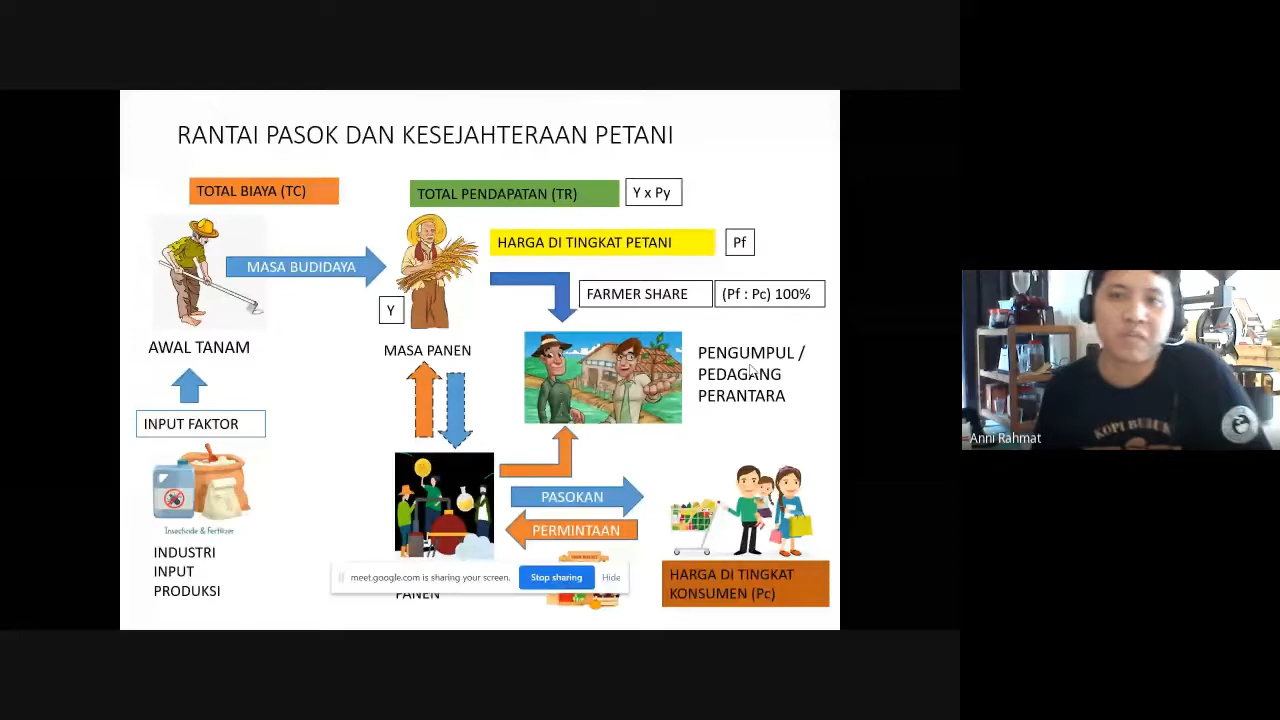 RANTAI PASOK DAN KESEJAHTERAAN PETANI
TOTAL BIAYA (TC)
TOTAL PENDAPATAN (TR)
Y x Py
HARGA DI TINGKAT PETANI
Pf
MASA BUDIDAYA
FARMER SHARE
(Pf : Pc) 100%
Y
AWAL TANAM
MASA PANEN
PENGUMPUL /
PEDAGANG
PERANTARA
INPUT FAKTOR
PASOKAN
PERMINTAAN
Insecticide & Fertilizer
INDUSTRI
INPUT
PRODUKSI
meet.google.com is sharing your screen.
Stop sharing
Hide
PANEN
HARGA DI TINGKAT
KONSUMEN (Pc)
Anni Rahmat
KOPI